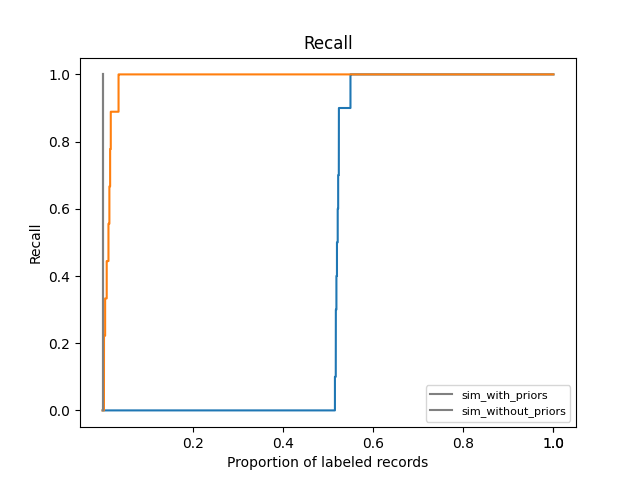 Recall
1.0
0.8
0.6
0.4
0.2
0.0
Recall
sim_with_priors
sim_without_priors
0.2 0.4 0.6 0.8 1.0 1.0
Proportion of labeled records